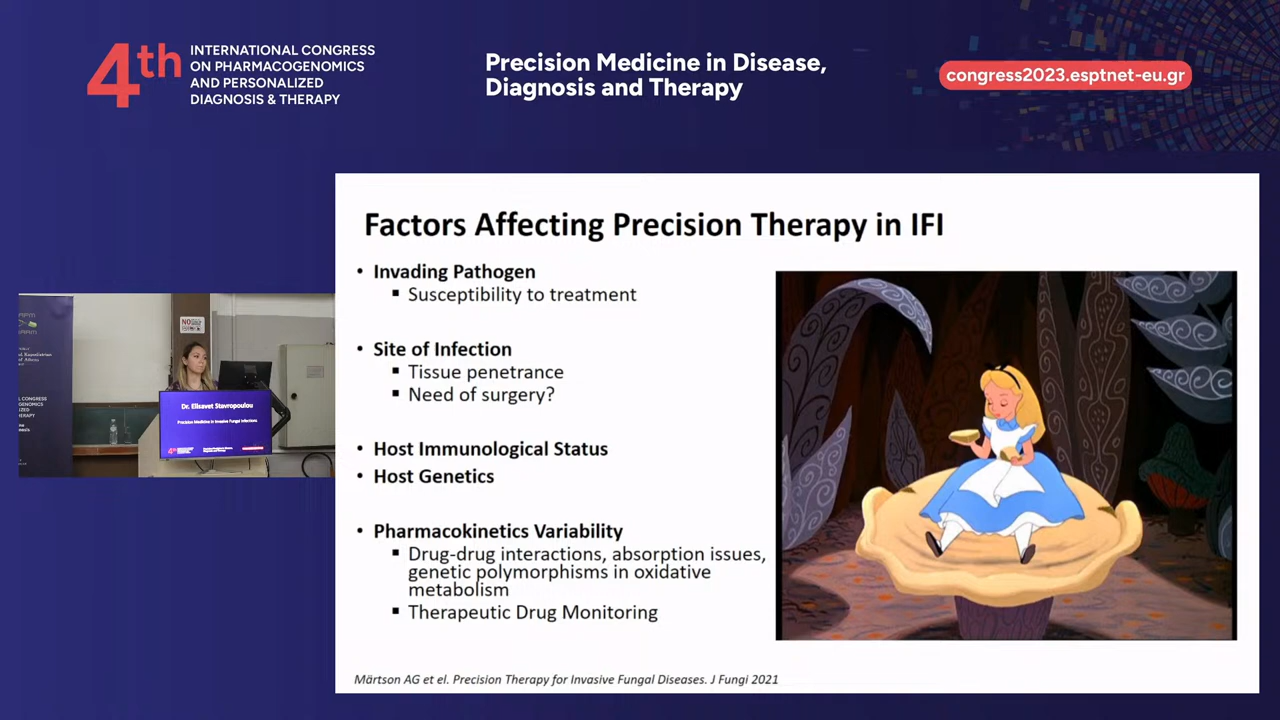 4th
INTERNATIONAL CONGRESS
ON PHARMACOGENOMICS
AND PERSONALIZED
DIAGNOSIS & THERAPY
Precision Medicine in Disease,
Diagnosis and Therapy
congress2023.esptnet-eu.gr
Factors Affecting Precision Therapy in IFI
• Invading Pathogen
▪ Susceptibility to treatment
• Site of Infection
▪ Tissue penetrance
▪ Need of surgery?
• Host Immunological Status
• Host Genetics
• Pharmacokinetics Variability
▪ Drug-drug interactions, absorption issues,
genetic polymorphisms in oxidative
metabolism
▪ Therapeutic Drug Monitoring
Märtson AG et el. Precision Therapy for Invasive Fungal Diseases. J Fungi 2021
Dr. Elisavet Stavropoulou
Precision Medicine in Invasive Fungal Infections
4th
NO